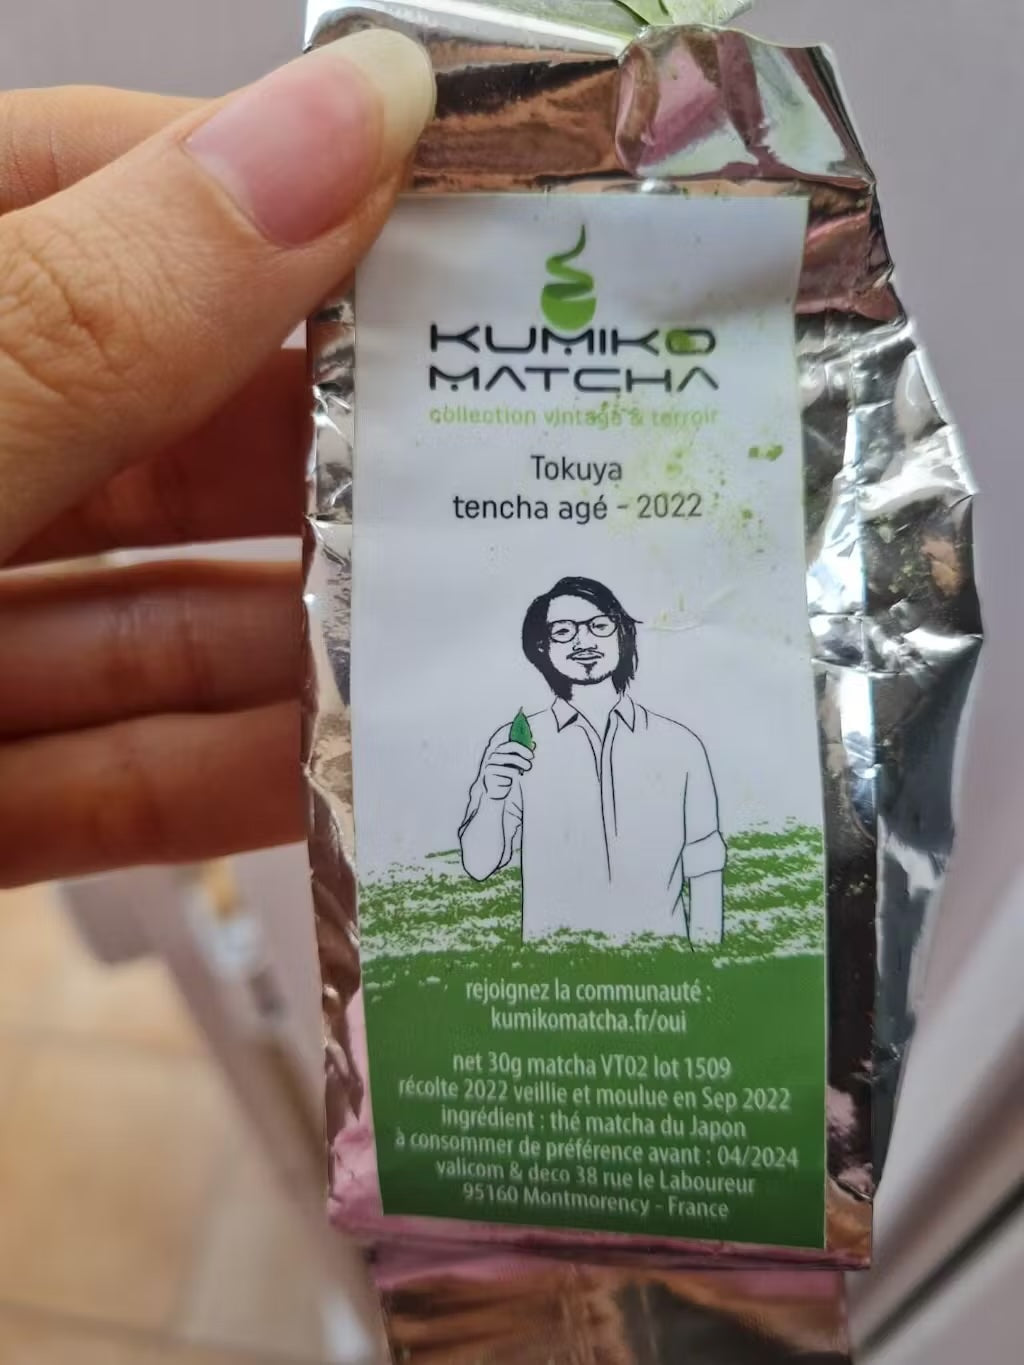 KUMIKO
MATCHA
collection vintage & terroir
Tokuya
tencha agé - 2022
rejoignez la communauté :
kumikomatcha.fr/oui
net 30g matcha VT02 lot 1509
récolte 2022 veillie et moulue en Sep 2022
ingrédient : thé matcha du Japon
à consommer de préférence avant : 04/2024
valicom & deco 38 rue le Laboureur
95160 Montmorency - France